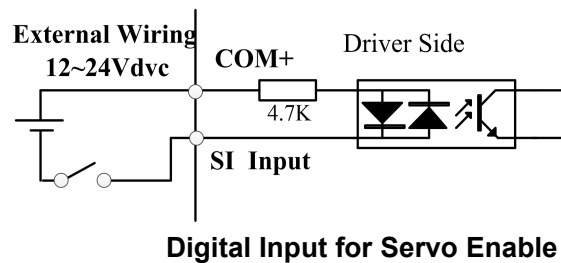 External Wiring
12~24Vdvc
COM+
Driver Side
4.7K
SI Input
Digital Input for Servo Enable